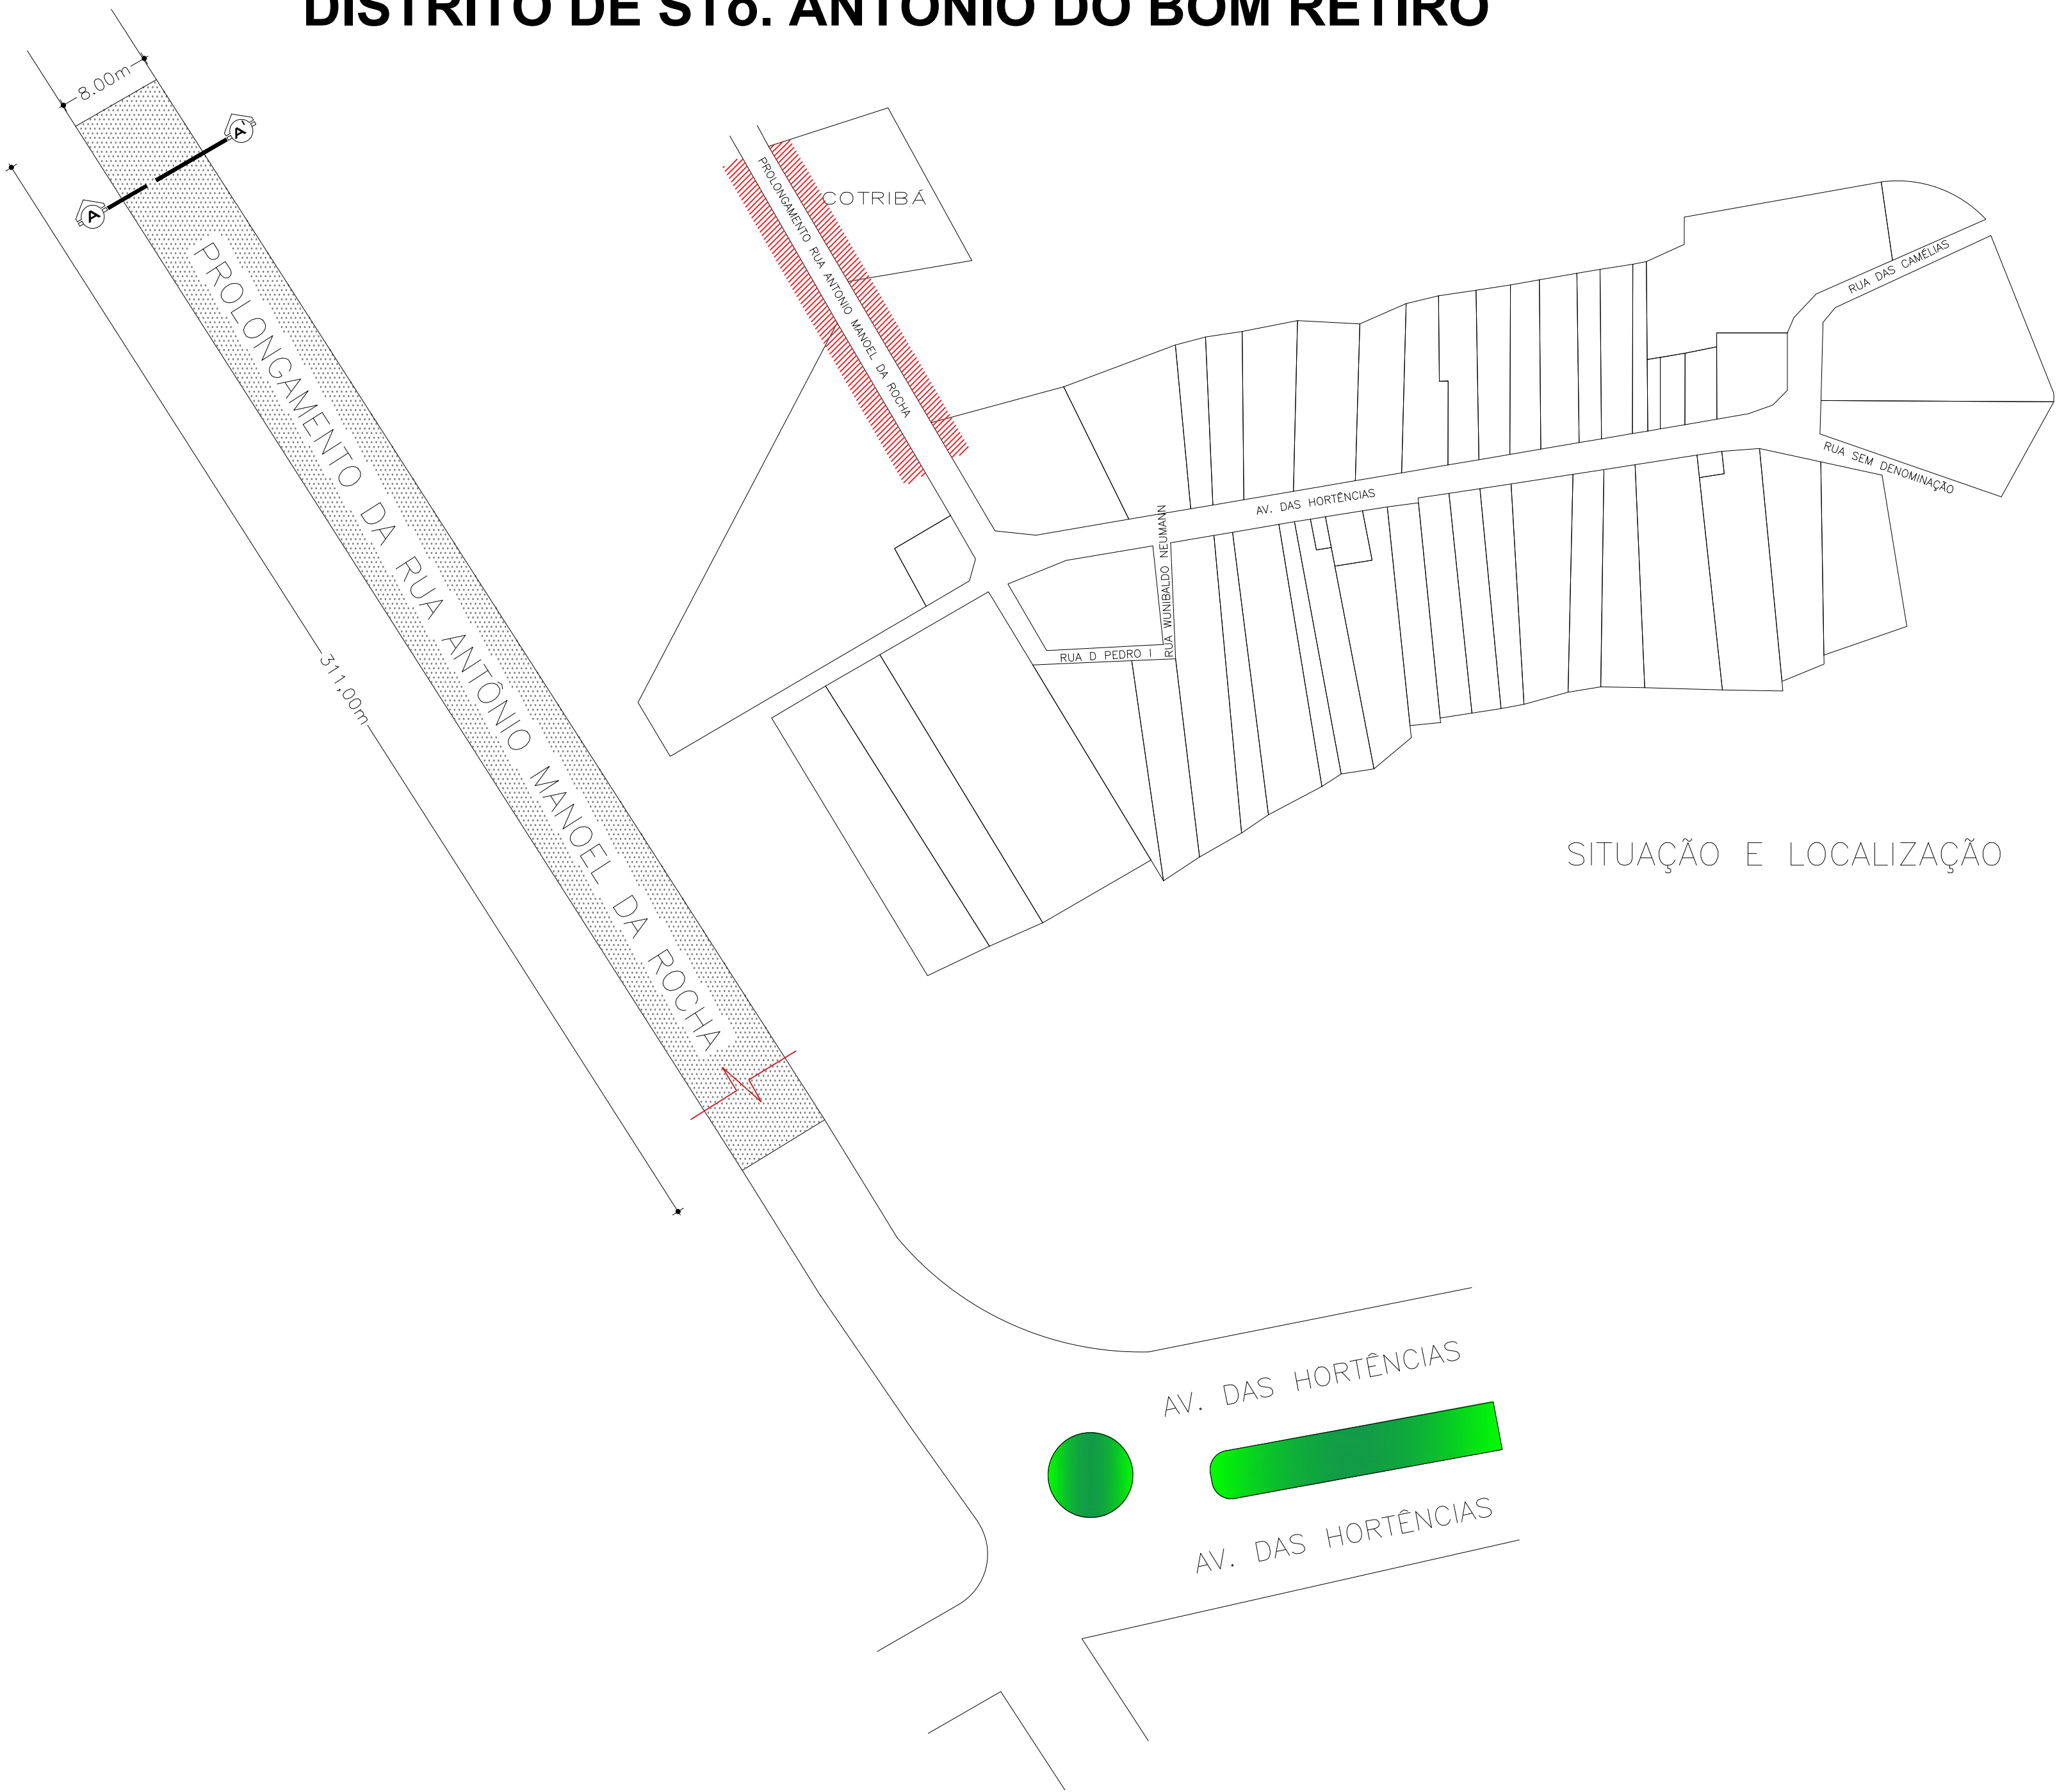 DISTRITO DE STo. ANTONIO DO BOM RETIRO
8.00m
A'
A
PROLONGAMENTO DA RUA ANTÔNIO MANOEL DA ROCHA
311,00m
PROLONGAMENTO RUA ANTONIO MANOEL DA ROCHA
COTRIBÁ
RUA DAS CAMÉLIAS
RUA SEM DENOMINAÇÃO
AV. DAS HORTÊNCIAS
RUA WUNIBALDO NEUMANN
RUA D PEDRO I
SITUAÇÃO E LOCALIZAÇÃO
AV. DAS HORTÊNCIAS
AV. DAS HORTÊNCIAS